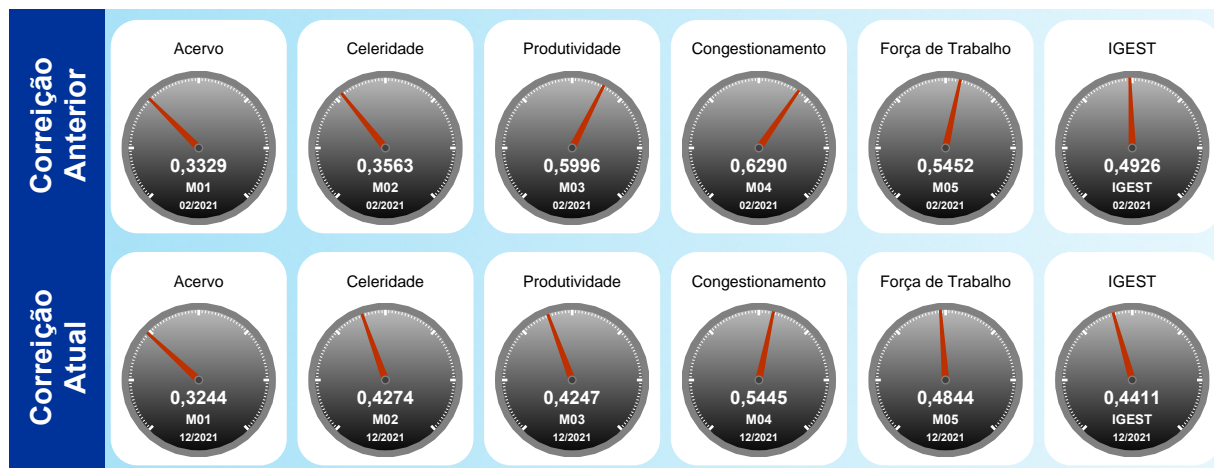 Correição
Anterior
Acervo
0,3329
M01
02/2021
Celeridade
0,3563
M02
02/2021
Produtividade
0,5996
M03
02/2021
Congestionamento
0,6290
M04
02/2021
Força de Trabalho
0,5452
M05
02/2021
IGEST
0,4926
IGEST
02/2021
Correição
Atual
Acervo
0,3244
M01
12/2021
Celeridade
0,4274
M02
12/2021
Produtividade
0,4247
M03
12/2021
Congestionamento
0,5445
M04
12/2021
Força de Trabalho
0,4844
M05
12/2021
IGEST
0,4411
IGEST
12/2021